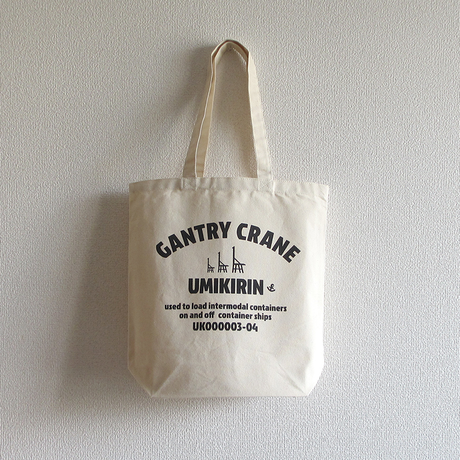 GANTRY CRANE
UMIKIRIN
used to load intermodal containers
on and off container ships
UK000003-04